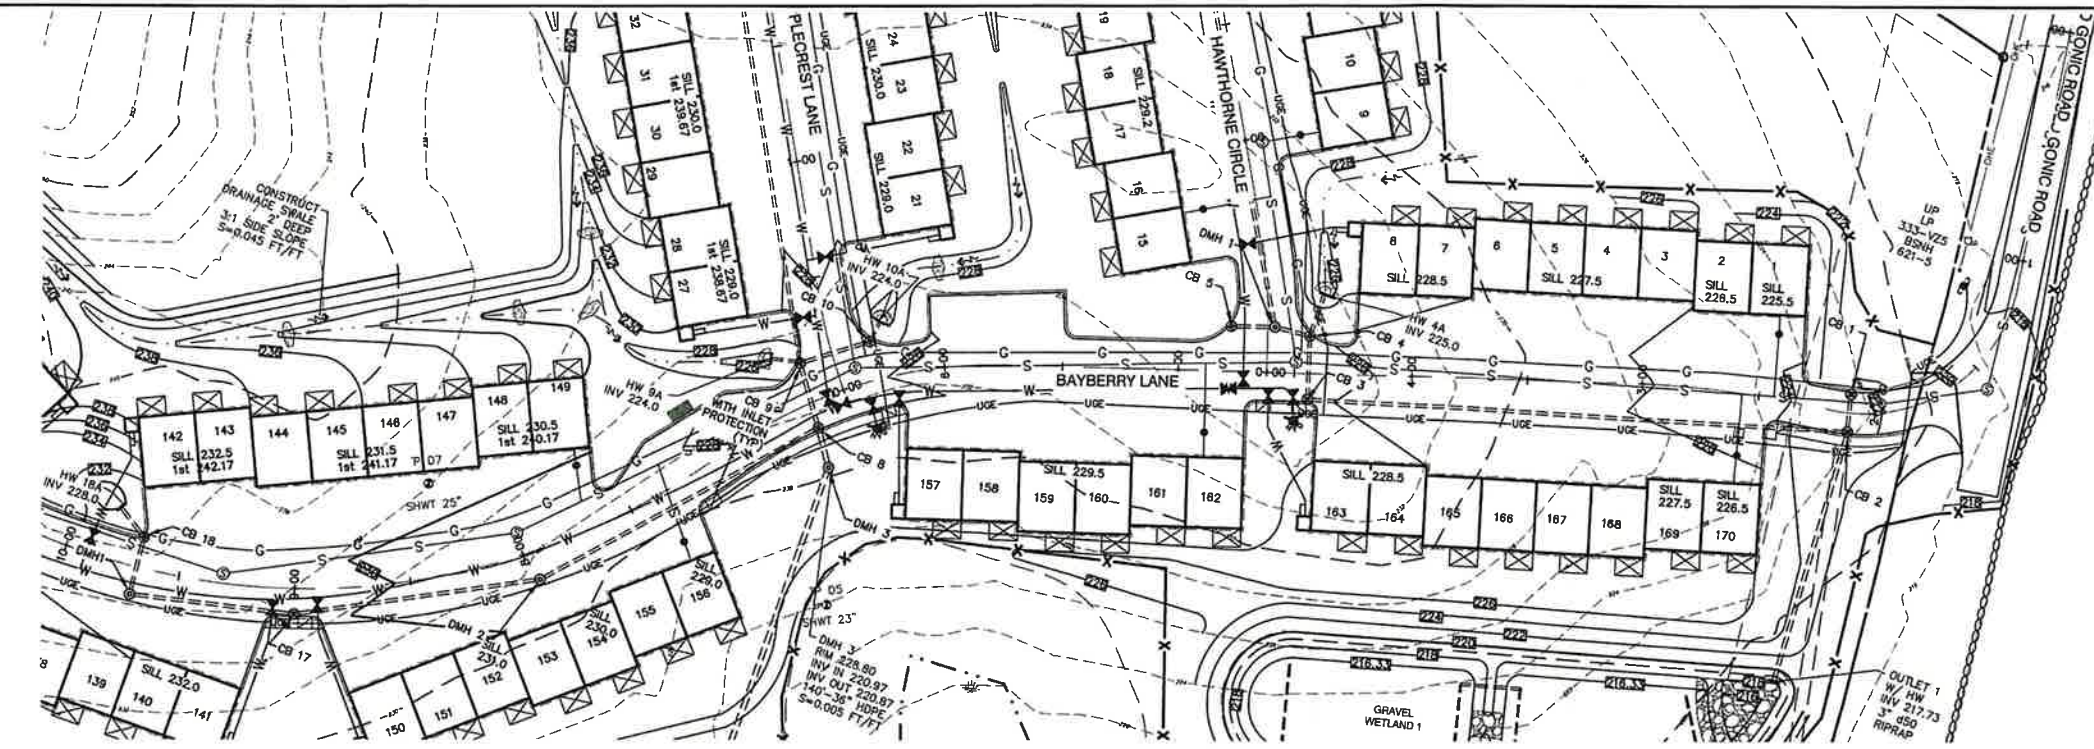 32
31
30
29
28
27
SILL 230.0
1st 239.67
SILL 229.0
1st 238.67
PLECREST LANE
24
23
22
21
SILL 230.0
SILL 229.0
19
18
17
16
15
SILL 229.2
HAWTHORNE CIRCLE
10
9
GONIC ROAD
GONIC ROAD
UP
LP
333-VZ5
BSNH
621-5
CONSTRUCT
DRAINAGE SWALE
2' DEEP
3:1 SIDE SLOPE
S=0.045 FT/FT
HW 10A
INV 224.0
CB 10
DMH 1
CB 5
8
7
6
5
4
3
2
SILL 228.5
SILL 227.5
SILL
226.5
SILL
225.5
HW 4A
INV 225.0
CB 4
CB 3
CB 1
CB 2
BAYBERRY LANE
HW 9A
INV 224.0
CB 9
WITH INLET
PROTECTION
(TYP)
CB 8
142
143
144
145
146
147
148
149
SILL 232.5
1st 242.17
SILL 231.5
1st 241.17
SILL 230.5
1st 240.17
SHWT 25"
HW 18A
INV 228.0
CB 18
DMH1
DMH 2
CB 17
DMH 3
157
158
159
160
161
162
SILL 229.5
163
164
165
166
167
168
169
170
SILL 228.5
SILL
227.5
SILL
226.5
139
140
141
SILL 232.0
150
151
152
153
154
155
156
SILL
231.0
SILL
230.0
SILL
229.0
D5
SHWT 23"
DMH 3
RIM 228.80
INV IN 220.97
INV OUT 220.87
140'-36" HDPE
S=0.005 FT/FT
226
224
222
220
218
216.33
216.33
GRAVEL
WETLAND 1
OUTLET 1
W/ HW
INV 217.73
3" d50
RIPRAP